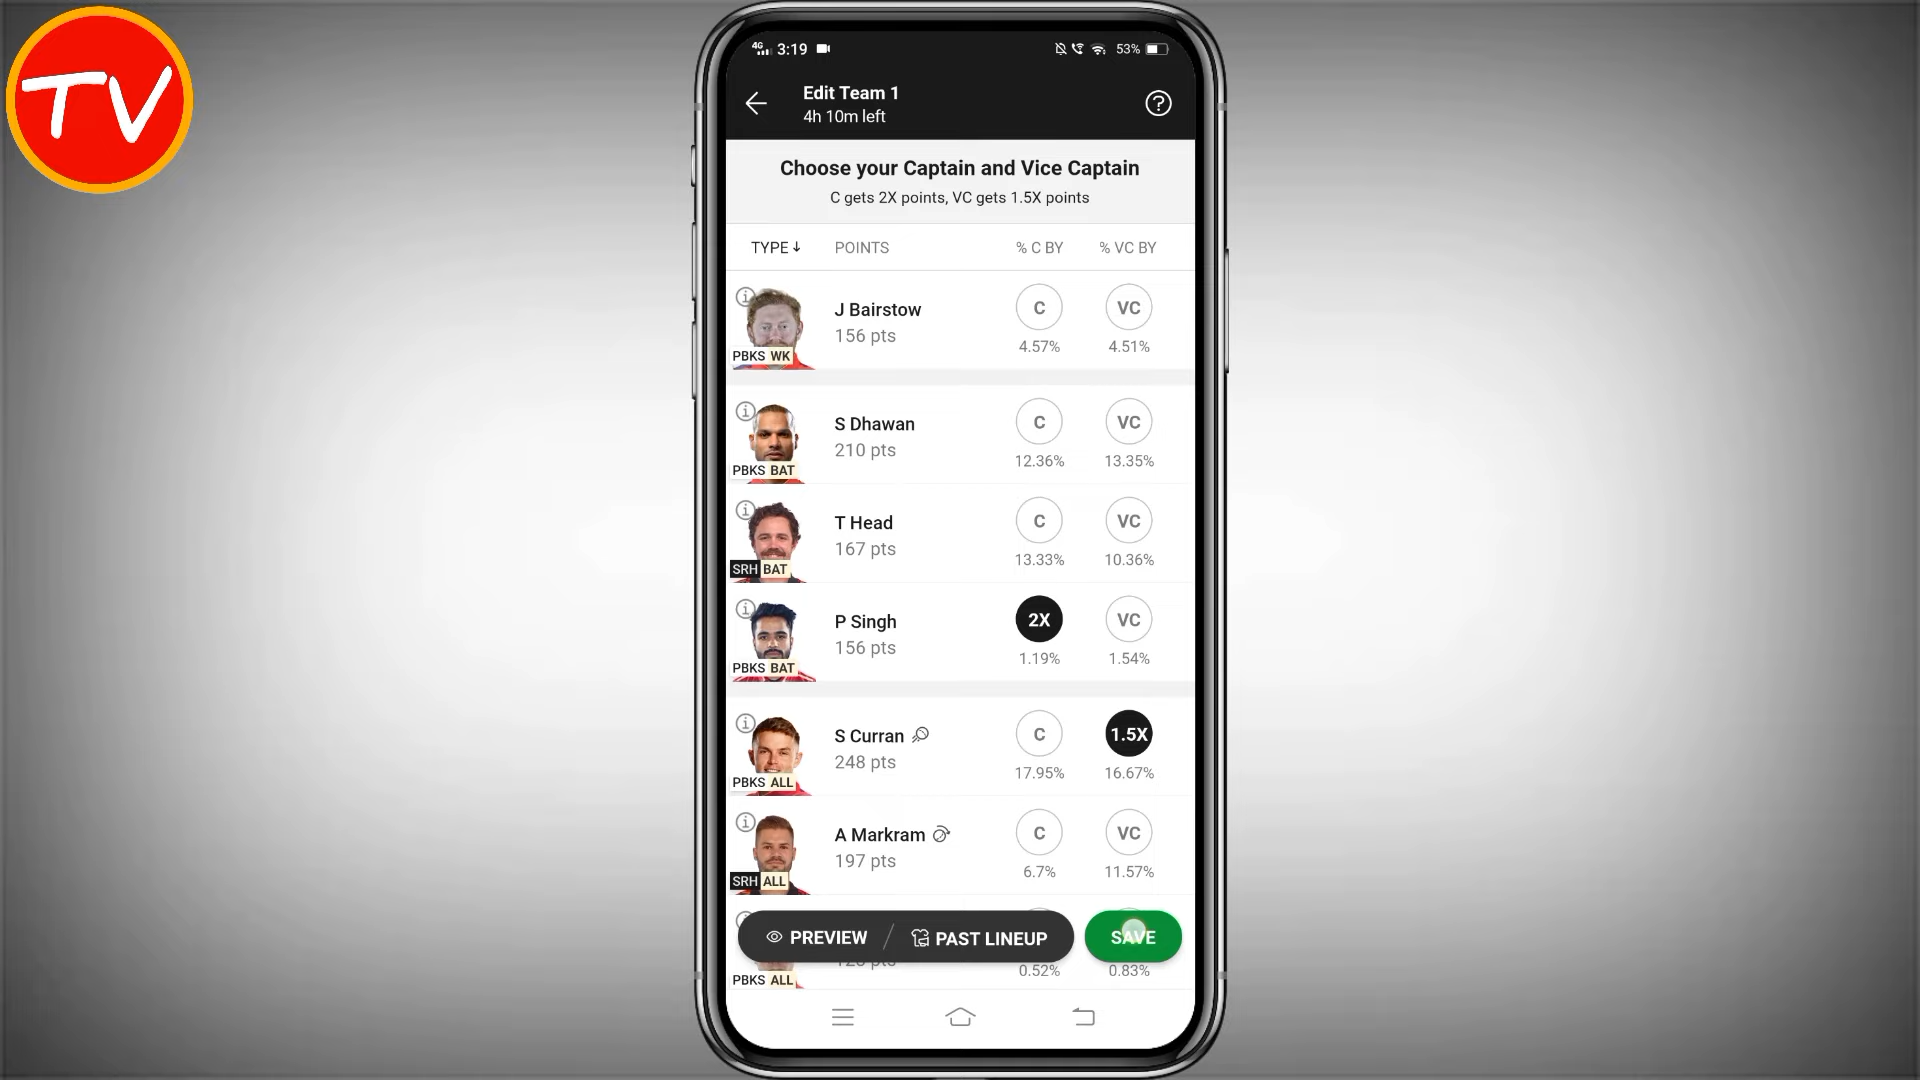 TV
4G 3:19 53%
Edit Team 1
4h 10m left
Choose your Captain and Vice Captain
C gets 2X points, VC gets 1.5X points
TYPE↓ POINTS % C BY % VC BY
J Bairstow C VC
156 pts
PBKS WK 4.57% 4.51%
S Dhawan C VC
210 pts
PBKS BAT 12.36% 13.35%
T Head C VC
167 pts
SRH BAT 13.33% 10.36%
P Singh 2X VC
156 pts
PBKS BAT 1.19% 1.54%
S Curran C 1.5X
248 pts
PBKS ALL 17.95% 16.67%
A Markram C VC
197 pts
SRH ALL 6.7% 11.57%
PREVIEW / PAST LINEUP SAVE
PBKS ALL 0.52% 0.83%